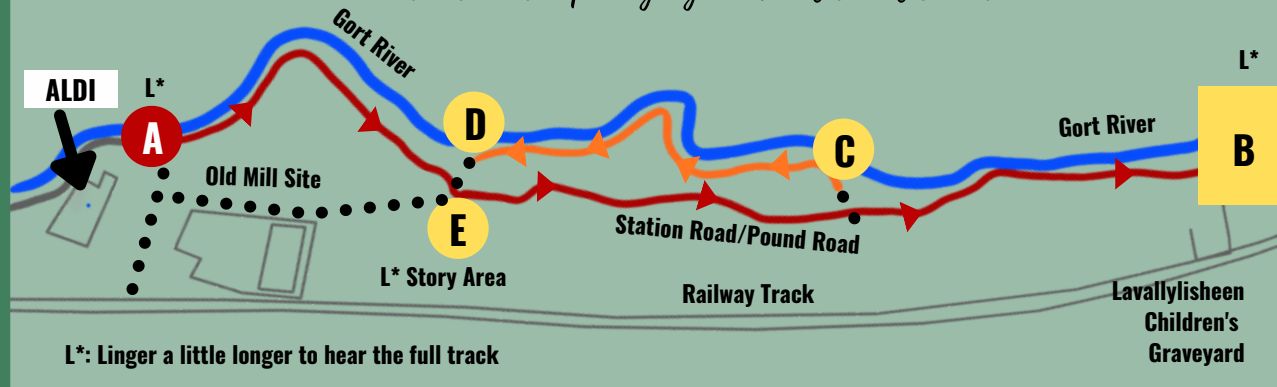 Gort River
L*
ALDI
L*
A
D
C
Gort River
B
Old Mill Site
E
Station Road/Pound Road
L* Story Area
Railway Track
Lavallylisheen
Children's
Graveyard
L*: Linger a little longer to hear the full track